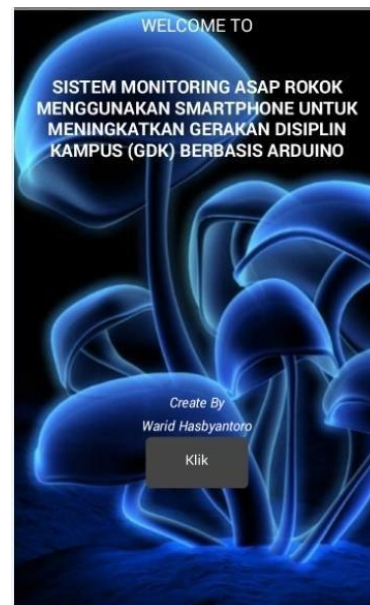 WELCOME TO
SISTEM MONITORING ASAP ROKOK
MENGGUNAKAN SMARTPHONE UNTUK
MENINGKATKAN GERAKAN DISIPLIN
KAMPUS (GDK) BERBASIS ARDUINO
Create By
Warid Hasbyantoro
Klik